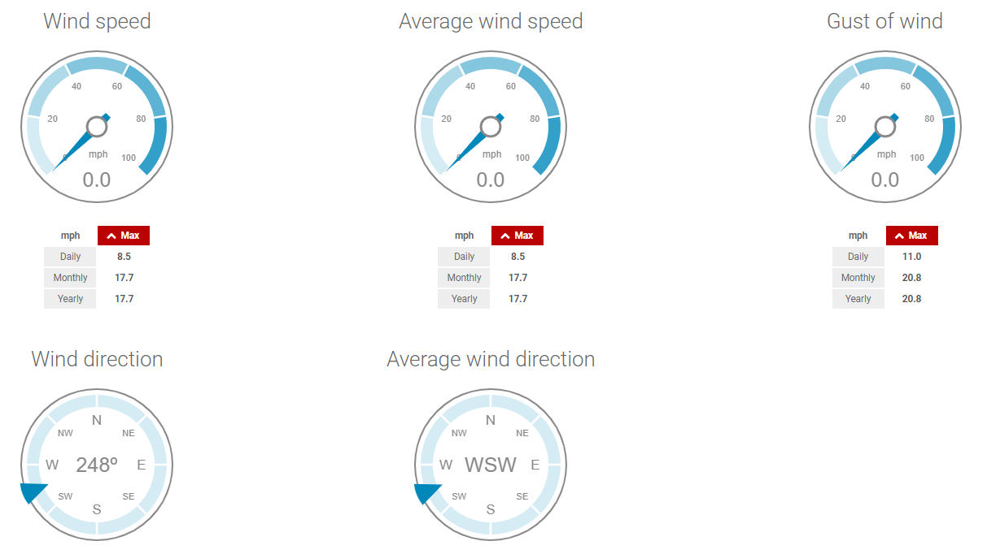 Wind speed
40 60
20 80
0 mph 100
0.0
mph Max
Daily 8.5
Monthly 17.7
Yearly 17.7
Average wind speed
40 60
20 80
0 mph 100
0.0
mph Max
Daily 8.5
Monthly 17.7
Yearly 17.7
Gust of wind
40 60
20 80
0 mph 100
0.0
mph Max
Daily 11.0
Monthly 20.8
Yearly 20.8
Wind direction
N
NW NE
W 248º E
SW SE
S
Average wind direction
N
NW NE
W WSW E
SW SE
S